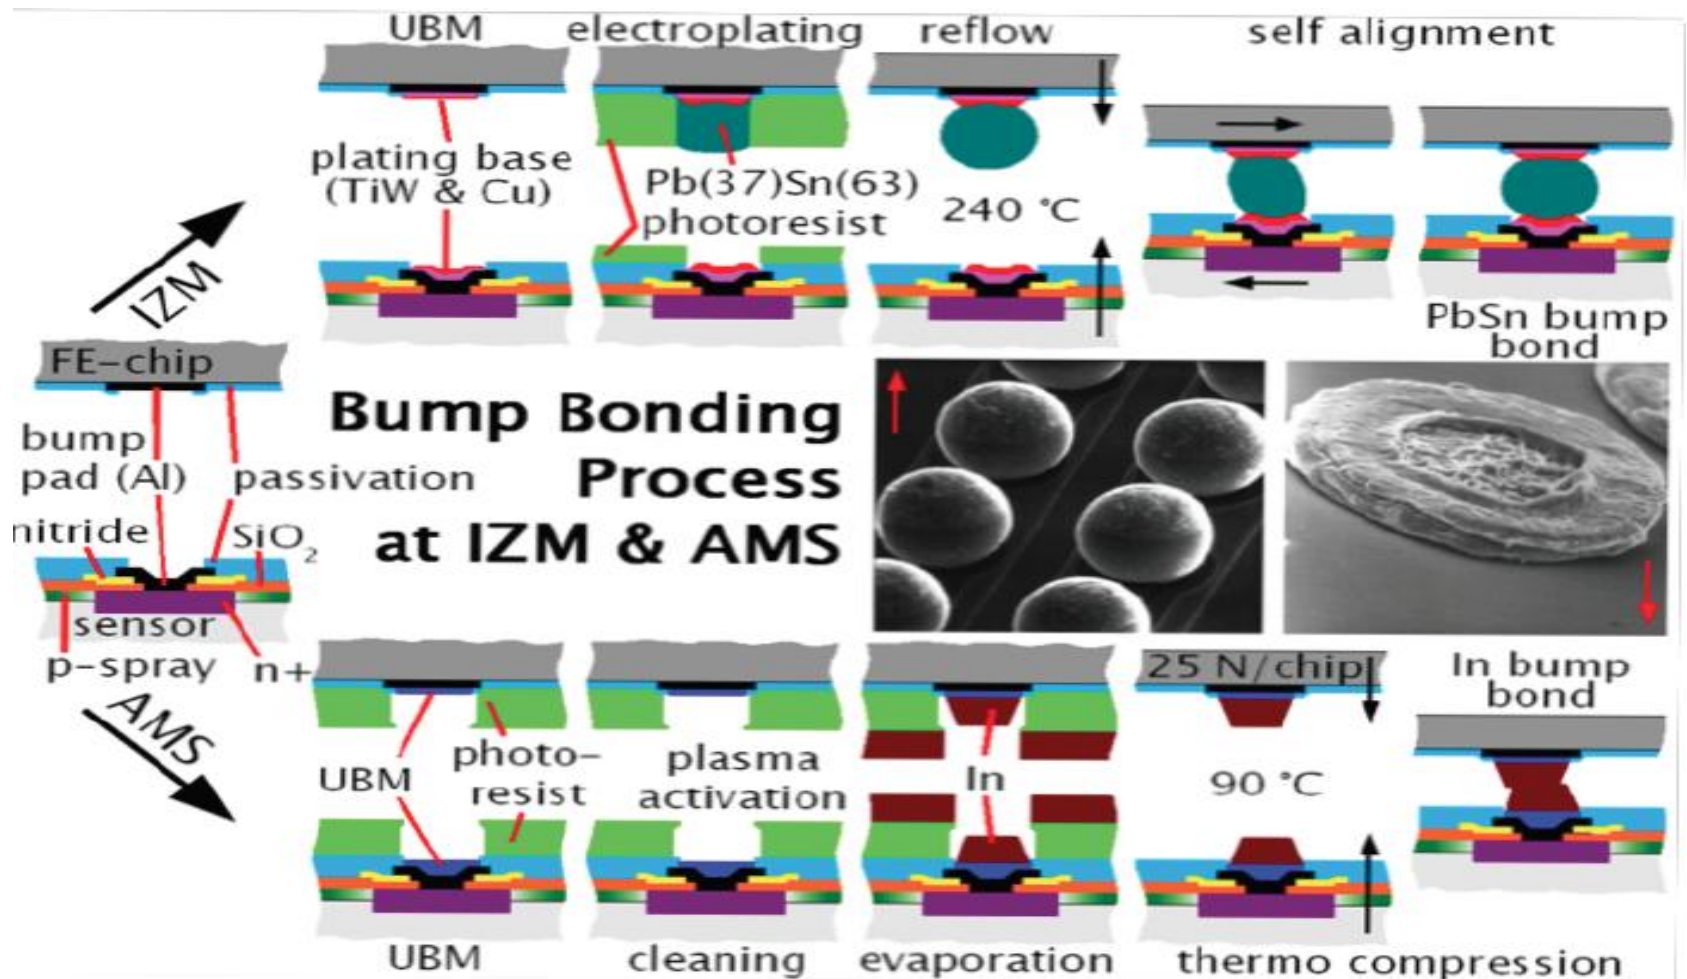 UBM
electroplating
reflow
self alignment
plating base
(TiW & Cu)
Pb(37)Sn(63)
photoresist
240 °C
IZM
PbSn bump
bond
FE-chip
bump
pad (Al)
passivation
nitride
SiO2
sensor
p-spray
n+
Bump Bonding
Process
at IZM & AMS
AMS
UBM
photo-
resist
plasma
activation
In
25 N/chip
90 °C
In bump
bond
UBM
cleaning
evaporation
thermo compression